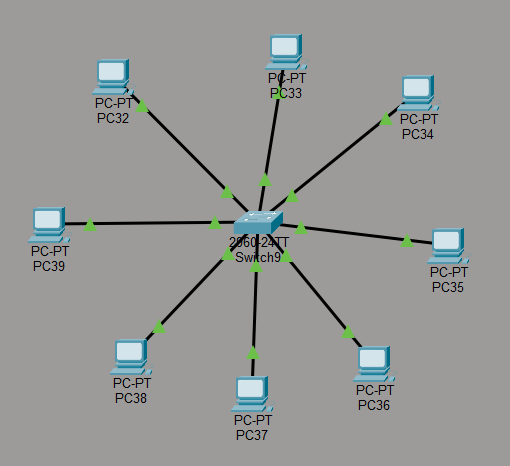 PC-PT
PC33
PC-PT
PC32
PC-PT
PC34
PC-PT
PC39
2960-24TT
Switch9
PC-PT
PC35
PC-PT
PC38
PC-PT
PC36
PC-PT
PC37